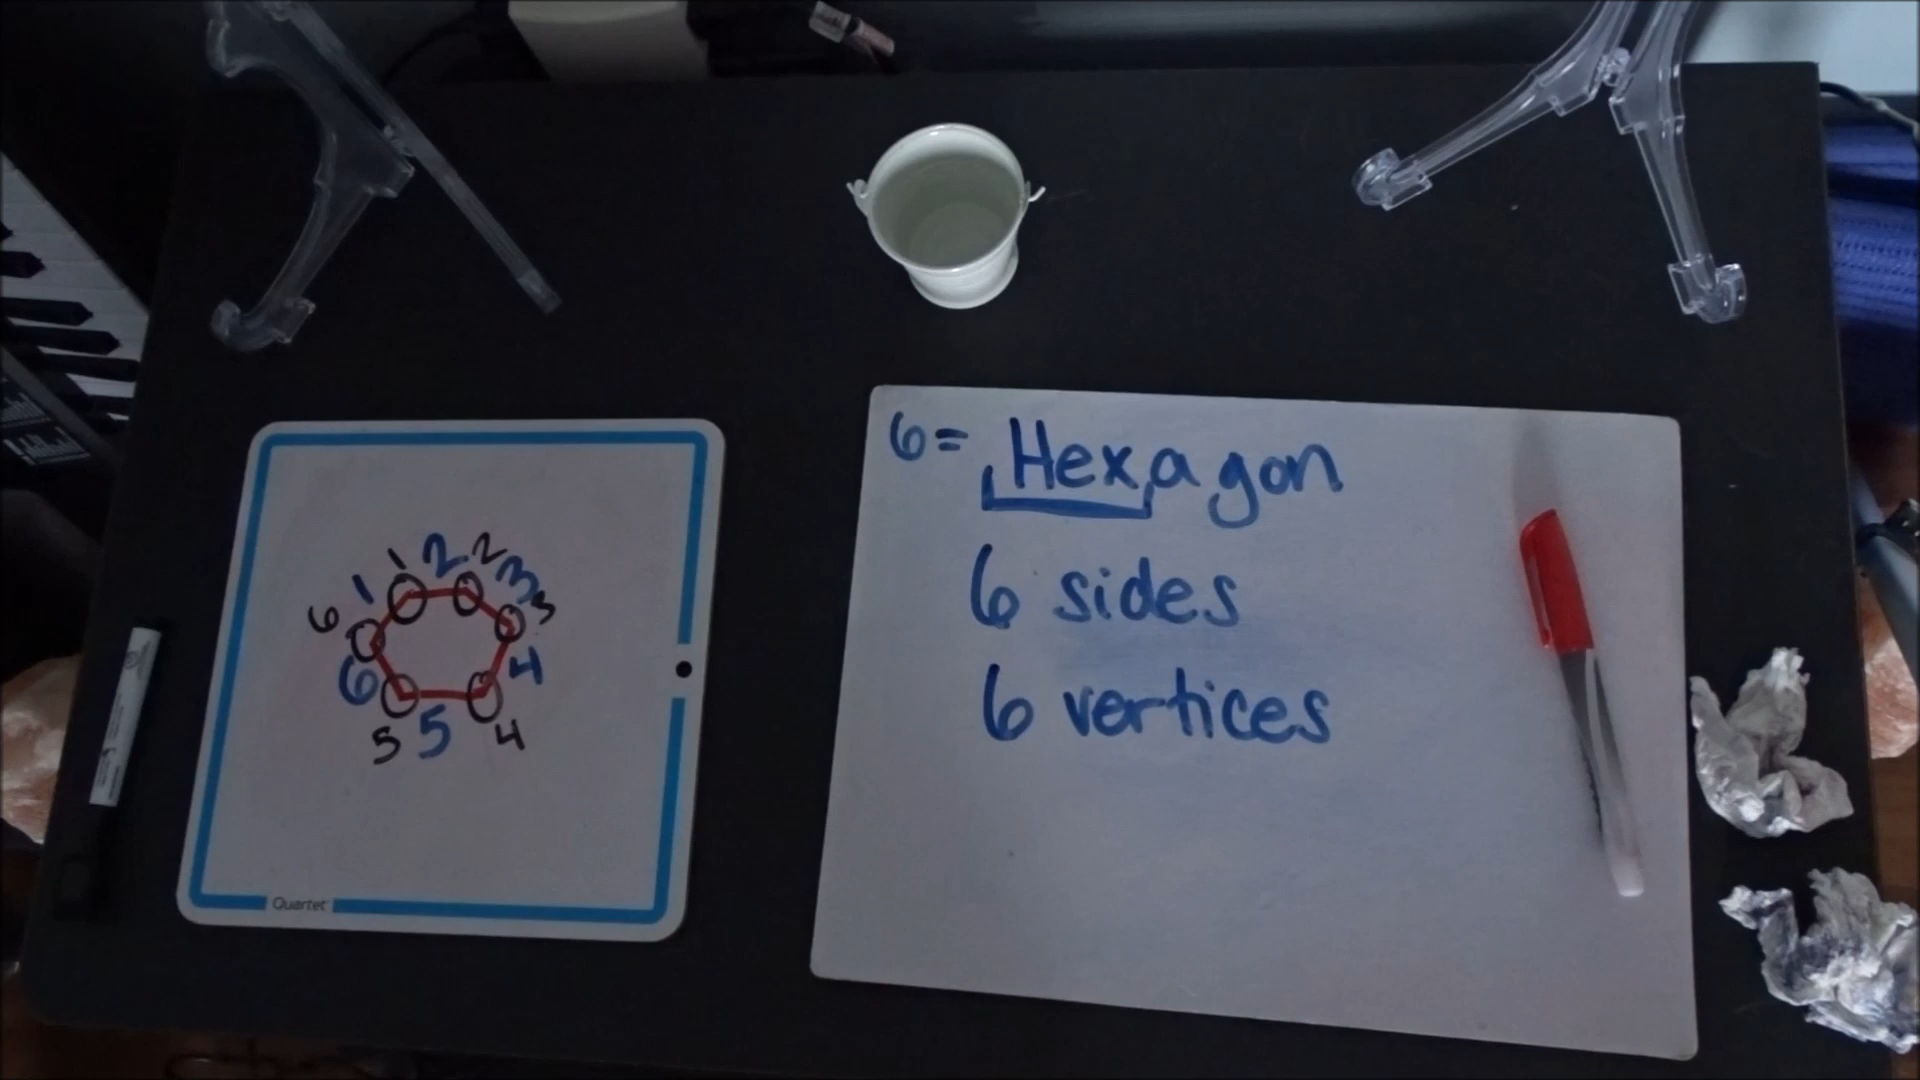 6 = Hexagon
6 sides
6 vertices
1 2 2
1 3
6 3
6 4
5 5 4
Quartet